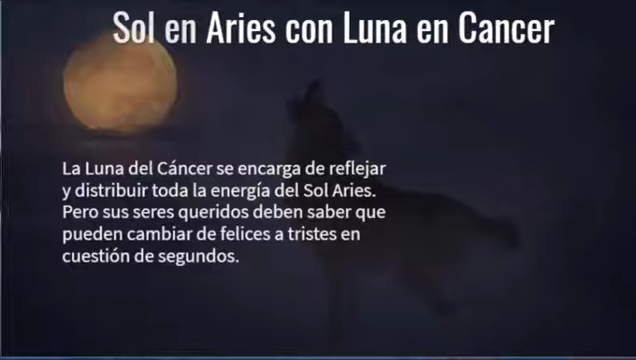 Sol en Aries con Luna en Cancer
La Luna del Cáncer se encarga de reflejar
y distribuir toda la energía del Sol Aries.
Pero sus seres queridos deben saber que
pueden cambiar de felices a tristes en
cuestión de segundos.